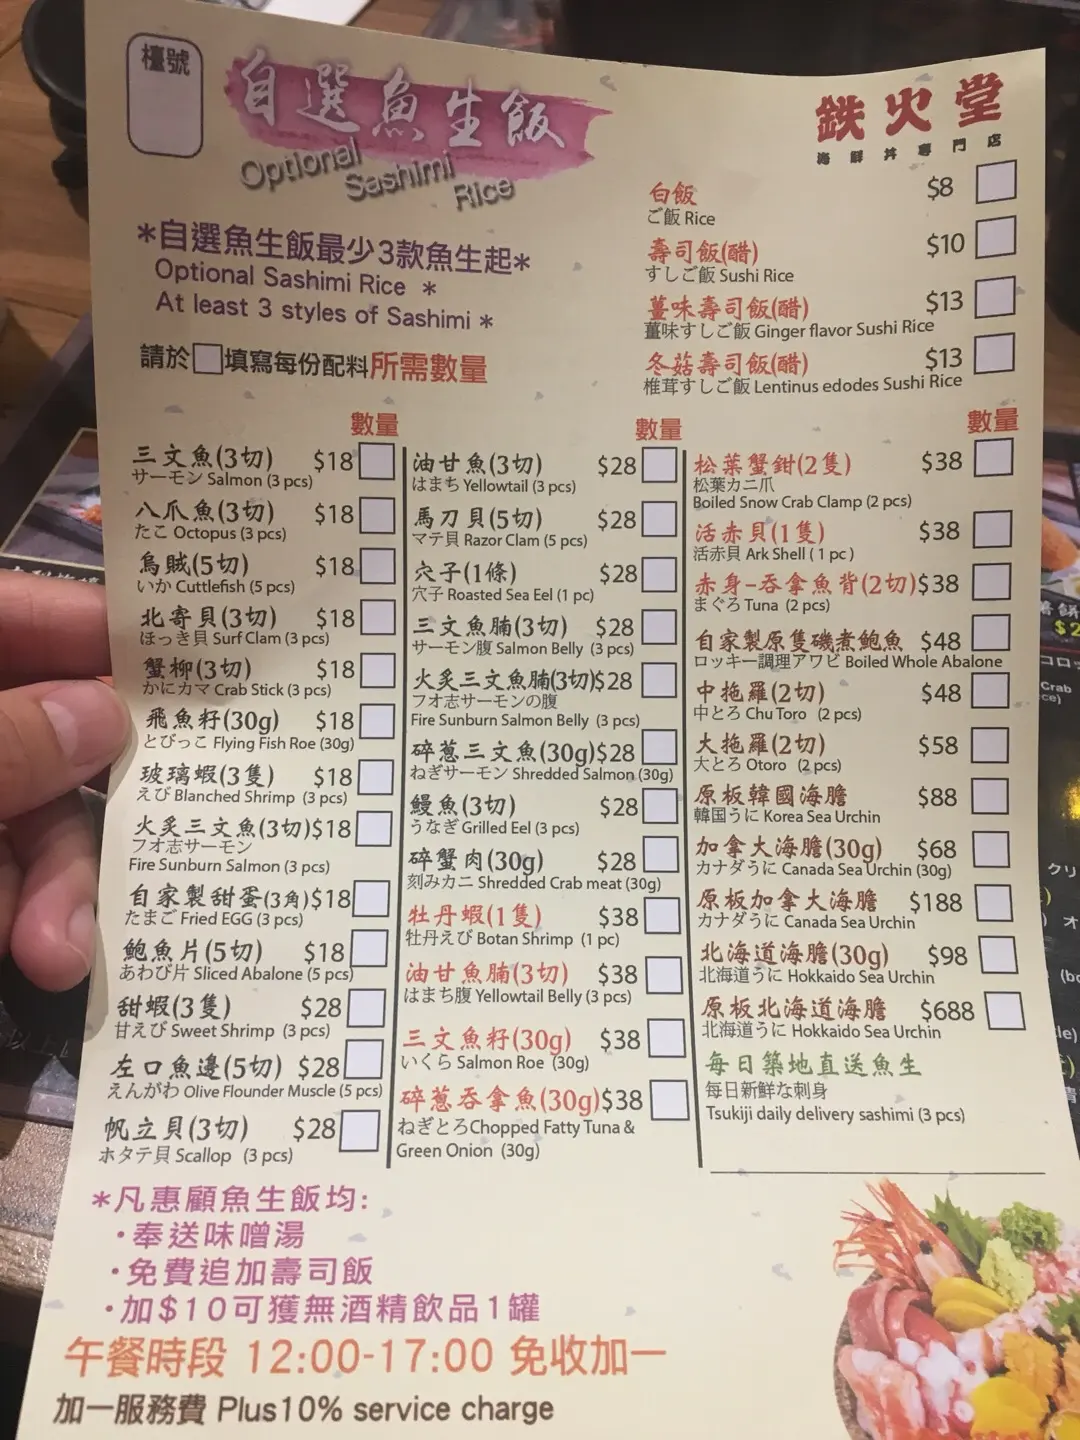 檯號
自選魚生飯
Optional
Sashimi
Rice
鉄火堂
海鮮丼專門店
*自選魚生飯最少3款魚生起*
Optional Sashimi Rice *
At least 3 styles of Sashimi *
請於□填寫每份配料所需數量
白飯 $8
ご飯 Rice
壽司飯(醋) $10
すしご飯 Sushi Rice
薑味壽司飯(醋) $13
薑味すしご飯 Ginger flavor Sushi Rice
冬菇壽司飯(醋) $13
椎茸すしご飯 Lentinus edodes Sushi Rice
數量
三文魚(3切) $18
サーモン Salmon (3 pcs)
八爪魚(3切) $18
たこ Octopus (3 pcs)
烏賊(5切) $18
いか Cuttlefish (5 pcs)
北寄貝(3切) $18
ほっき貝 Surf Clam (3 pcs)
蟹柳(3切) $18
かにカマ Crab Stick (3 pcs)
飛魚籽(30g) $18
とびっこ Flying Fish Roe (30g)
玻璃蝦(3隻) $18
えび Blanched Shrimp (3 pcs)
火炙三文魚(3切) $18
フオ志サーモン
Fire Sunburn Salmon (3 pcs)
自家製甜蛋(3角) $18
たまご Fried EGG (3 pcs)
鮑魚片(5切) $18
あわび片 Sliced Abalone (5 pcs)
甜蝦(3隻) $28
甘えび Sweet Shrimp (3 pcs)
左口魚邊(5切) $28
えんがわ Olive Flounder Muscle (5 pcs)
帆立貝(3切) $28
ホタテ貝 Scallop (3 pcs)
數量
油甘魚(3切) $28
はまち Yellowtail (3 pcs)
馬刀貝(5切) $28
マテ貝 Razor Clam (5 pcs)
穴子(1條) $28
穴子 Roasted Sea Eel (1 pc)
三文魚腩(3切) $28
サーモン腹 Salmon Belly (3 pcs)
火炙三文魚腩(3切) $28
フオ志サーモンの腹
Fire Sunburn Salmon Belly (3 pcs)
碎蔥三文魚(30g) $28
ねぎサーモン Shredded Salmon (30g)
鰻魚(3切) $28
うなぎ Grilled Eel (3 pcs)
碎蟹肉(30g) $28
刻みカニ Shredded Crab meat (30g)
牡丹蝦(1隻) $38
牡丹えび Botan Shrimp (1 pc)
油甘魚腩(3切) $38
はまち腹 Yellowtail Belly (3 pcs)
三文魚籽(30g) $38
いくら Salmon Roe (30g)
碎蔥吞拿魚(30g) $38
ねぎとろ Chopped Fatty Tuna &
Green Onion (30g)
數量
松葉蟹鉗(2隻) $38
松葉カニ爪
Boiled Snow Crab Clamp (2 pcs)
活赤貝(1隻) $38
活赤貝 Ark Shell ( 1 pc )
赤身-吞拿魚背(2切) $38
まぐろ Tuna (2 pcs)
自家製原隻磯煮鮑魚 $48
ロッキー調理アワビ Boiled Whole Abalone
中拖羅(2切) $48
中とろ Chu Toro (2 pcs)
大拖羅(2切) $58
大とろ Otoro (2 pcs)
原板韓國海膽 $88
韓国うに Korea Sea Urchin
加拿大海膽(30g) $68
カナダうに Canada Sea Urchin (30g)
原板加拿大海膽 $188
カナダうに Canada Sea Urchin
北海道海膽(30g) $98
北海道うに Hokkaido Sea Urchin
原板北海道海膽 $688
北海道うに Hokkaido Sea Urchin
每日築地直送魚生
每日新鮮な刺身
Tsukiji daily delivery sashimi (3 pcs)
*凡惠顧魚生飯均:
·奉送味噌湯
·免費追加壽司飯
·加$10可獲無酒精飲品1罐
午餐時段 12:00-17:00 免收加一
加一服務費 Plus10% service charge